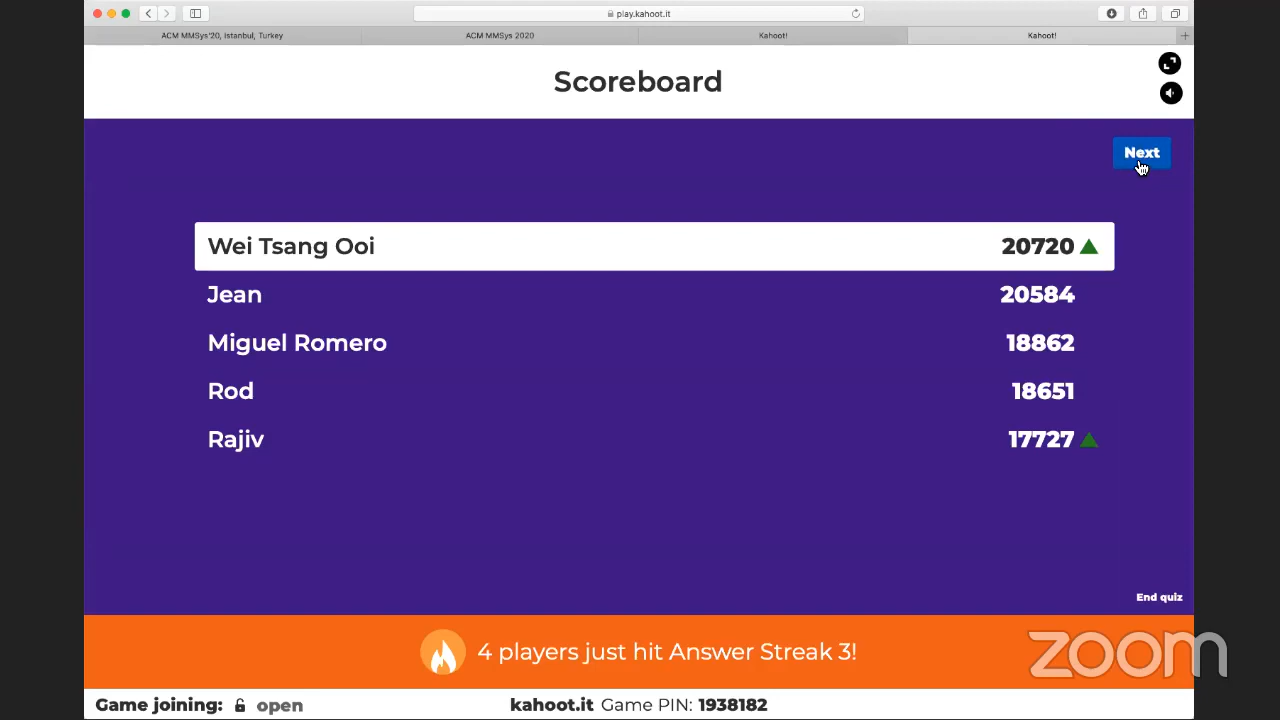 play.kahoot.it
ACM MMSys'20, Istanbul, Turkey
ACM MMSys 2020
Kahoot!
Kahoot!
Scoreboard
Next
Wei Tsang Ooi 20720
Jean 20584
Miguel Romero 18862
Rod 18651
Rajiv 17727
End quiz
4 players just hit Answer Streak 3!
zoom
Game joining: open kahoot.it Game PIN: 1938182